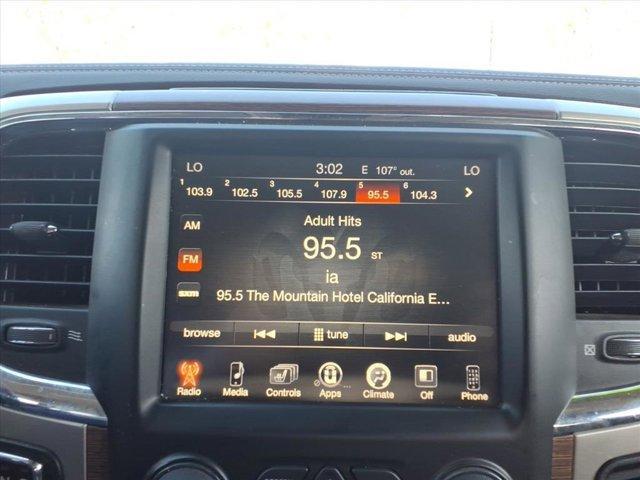 LO 3:02 E 107° out. LO
1 103.9 2 102.5 3 105.5 4 107.9 5 95.5 6 104.3
Adult Hits
AM
95.5 ST
FM
ia
sxm
95.5 The Mountain Hotel California E...
browse tune audio
Radio Media Controls Apps Climate Off Phone